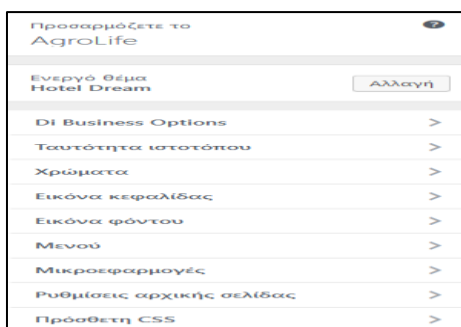 Προσαρμόζετε το
AgroLife
Ενεργό θέμα
Hotel Dream
Αλλαγή
Di Business Options
Ταυτότητα ιστοτόπου
Χρώματα
Εικόνα κεφαλίδας
Εικόνα φόντου
Μενού
Μικροεφαρμογές
Ρυθμίσεις αρχικής σελίδας
Πρόσθετη CSS